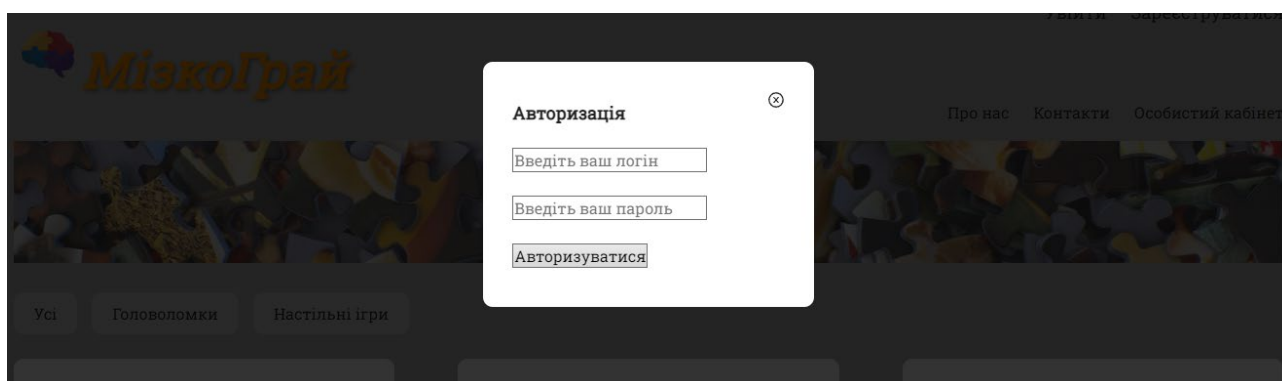 Увійти Зареєструватися
МізкоГрай
Про нас Контакти Особистий кабінет
Авторизація
Введіть ваш логін
Введіть ваш пароль
Авторизуватися
Усі Головоломки Настільні ігри